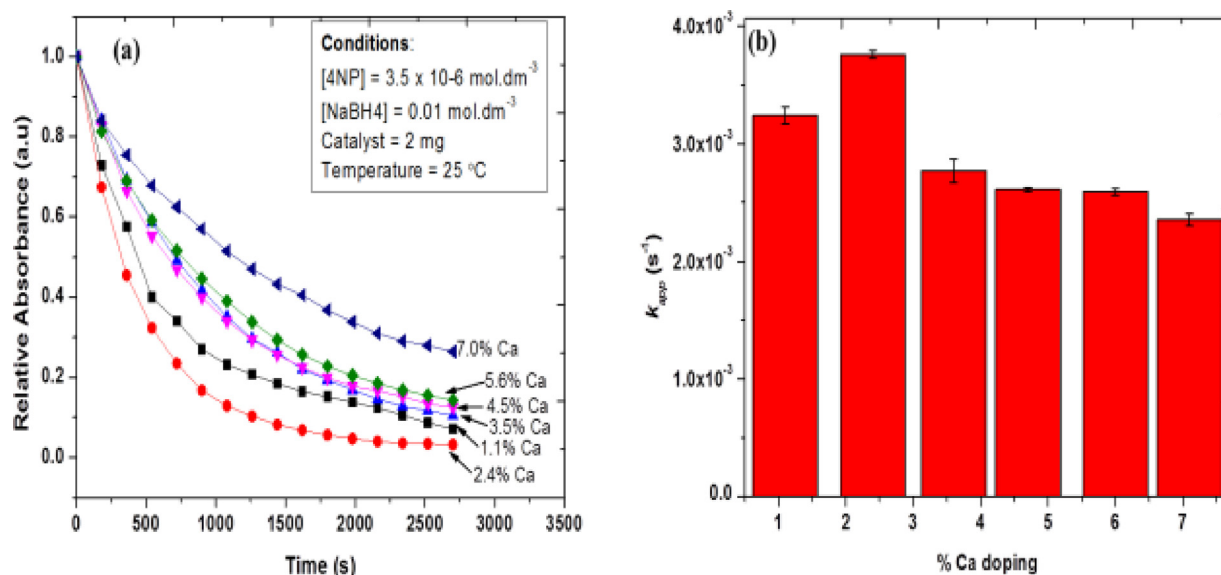 (a)
Conditions:
[4NP] = 3.5 x 10-6 mol.dm⁻³
[NaBH4] = 0.01 mol.dm⁻³
Catalyst = 2 mg
Temperature = 25 °C
Relative Absorbance (a.u)
1.0
0.8
0.6
0.4
0.2
0.0
7.0% Ca
5.6% Ca
4.5% Ca
3.5% Ca
1.1% Ca
2.4% Ca
0 500 1000 1500 2000 2500 3000 3500
Time (s)
(b)
k_app (s⁻¹)
4.0x10⁻³
3.0x10⁻³
2.0x10⁻³
1.0x10⁻³
0.0
1 2 3 4 5 6 7
% Ca doping